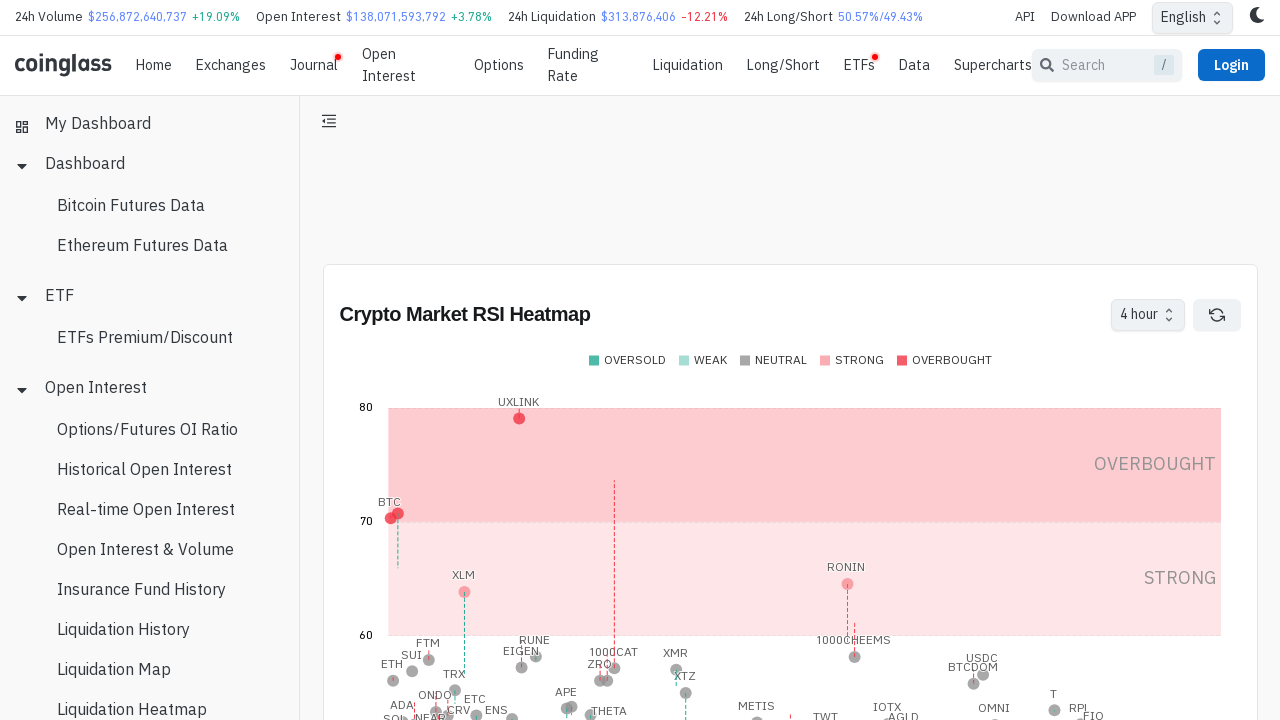 24h Volume $256,872,640,737 +19.09% Open Interest $138,071,593,792 +3.78% 24h Liquidation $313,876,406 -12.21% 24h Long/Short 50.57%/49.43% API Download APP English
coinglass Home Exchanges Journal Open Interest Options Funding Rate Liquidation Long/Short ETFs Data Supercharts Search / Login
My Dashboard
Dashboard
Bitcoin Futures Data
Ethereum Futures Data
ETF
ETFs Premium/Discount
Open Interest
Options/Futures OI Ratio
Historical Open Interest
Real-time Open Interest
Open Interest & Volume
Insurance Fund History
Liquidation History
Liquidation Map
Liquidation Heatmap
Crypto Market RSI Heatmap 4 hour
OVERSOLD WEAK NEUTRAL STRONG OVERBOUGHT
UXLINK
80
OVERBOUGHT
BTC
70
XLM RONIN
STRONG
60
FTM RUNE 1000CHEEMS
SUI EIGEN 1000CAT XMR USDC
ETH ZRO BTCDOM
TRX XTZ
ONDO ETC APE T
ADA CRV ENS THETA METIS IOTX OMNI RPL
SOL NEAR TWT AGLD FIO